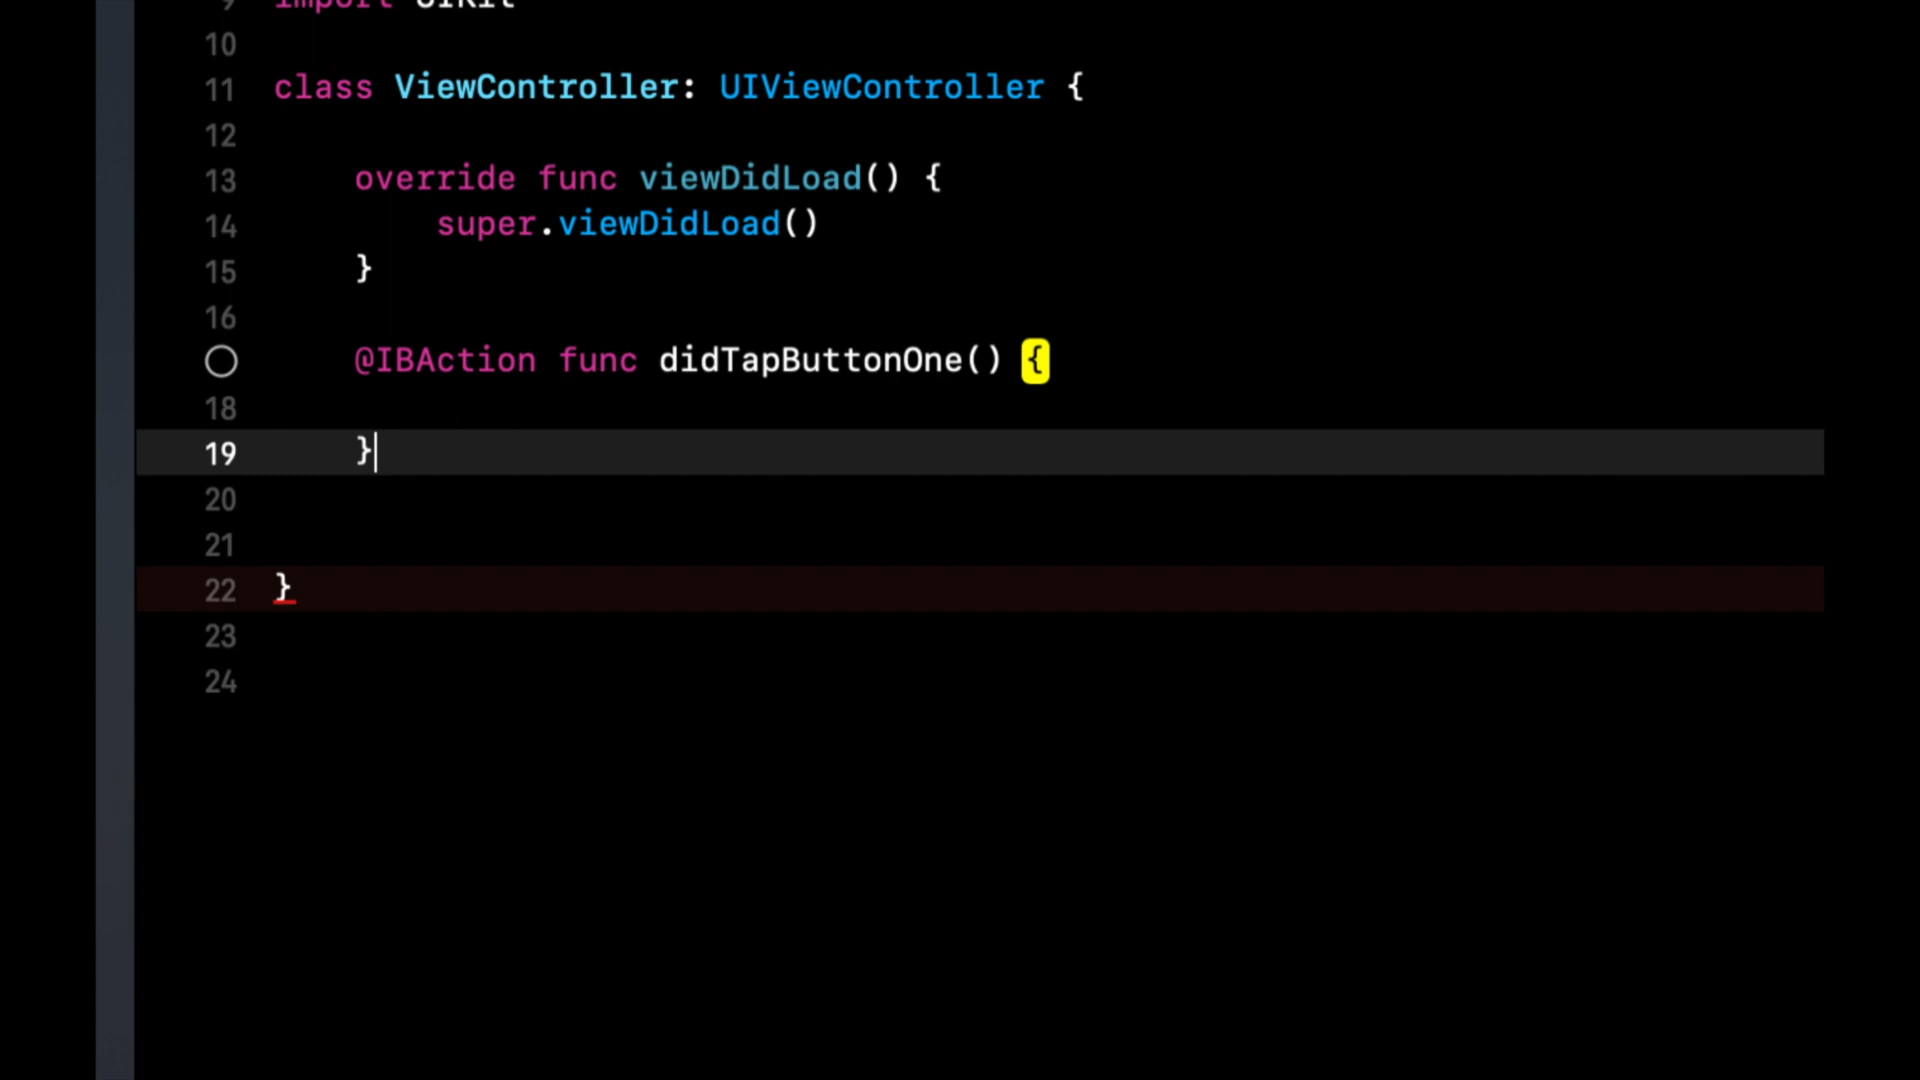 9 import UIKit
10
11 class ViewController: UIViewController {
12
13 override func viewDidLoad() {
14 super.viewDidLoad()
15 }
16
@IBAction func didTapButtonOne() {
18
19 }
20
21
22 }
23
24